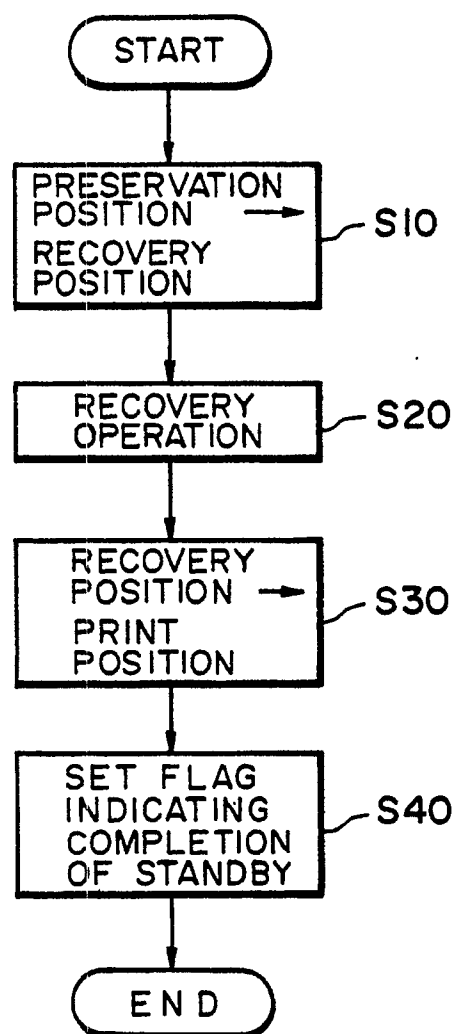 START
PRESERVATION
POSITION →
RECOVERY
POSITION
S10
RECOVERY
OPERATION
S20
RECOVERY
POSITION →
PRINT
POSITION
S30
SET FLAG
INDICATING
COMPLETION
OF STANDBY
S40
END